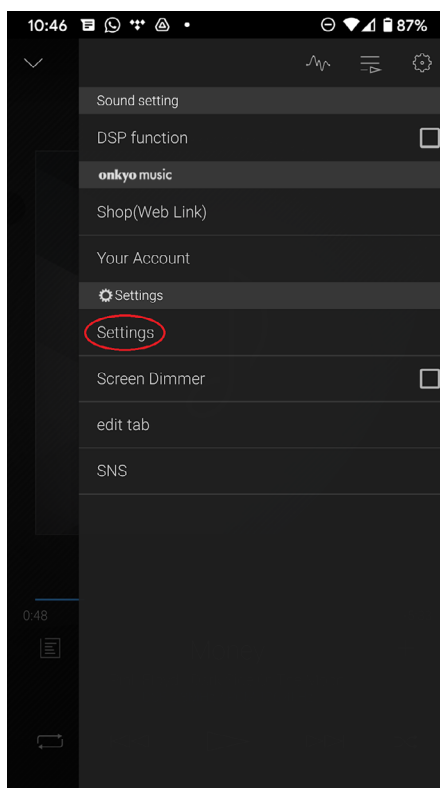 10:46
87%
Sound setting
DSP function
onkyo music
Shop(Web Link)
Your Account
Settings
Settings
Screen Dimmer
edit tab
SNS
0:48